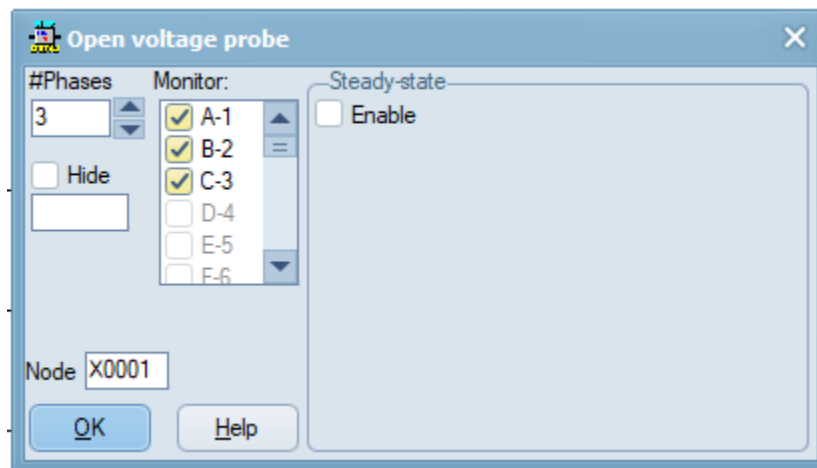 Open voltage probe
#Phases
Monitor:
Steady-state
3
A-1
Enable
B-2
Hide
C-3
D-4
E-5
F-6
Node X0001
OK
Help